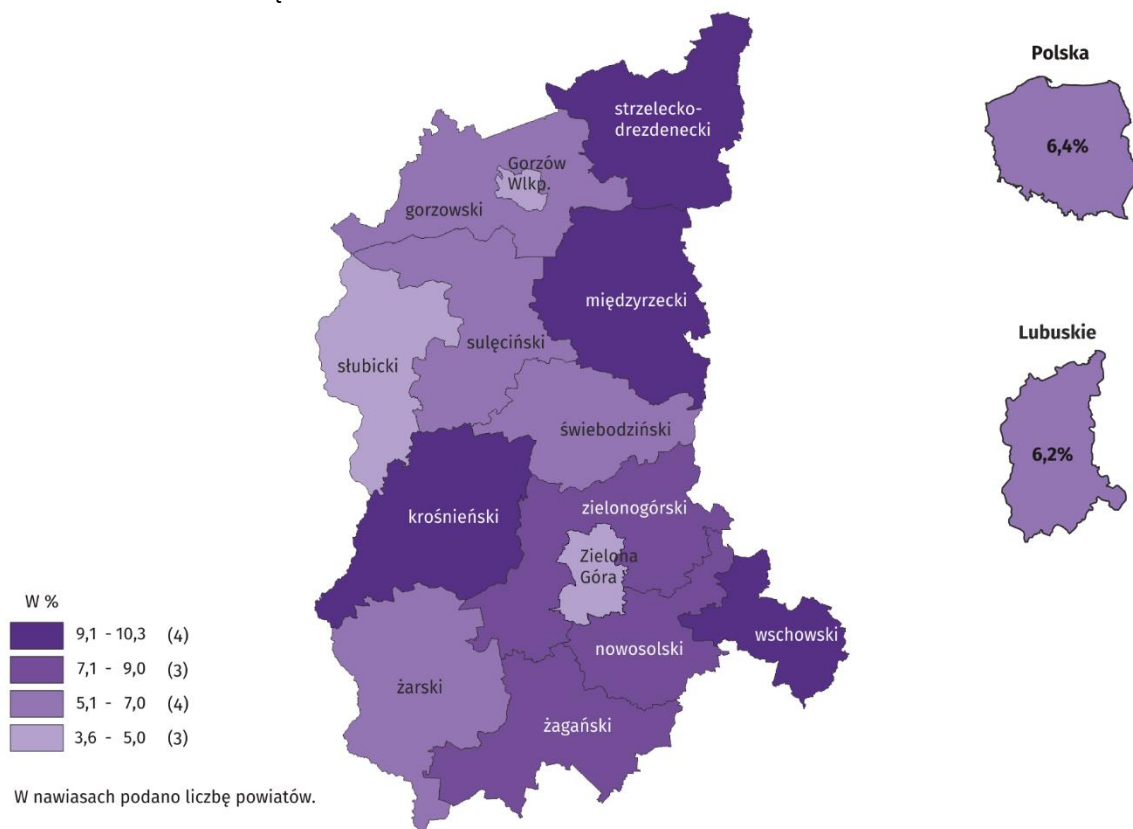 strzelecko-
drezdenecki
Gorzów
Wlkp.
gorzowski
międzyrzecki
sulęciński
słubicki
świebodziński
krośnieński
zielonogórski
Zielona
Góra
wschowski
nowosolski
żarski
żagański
Polska
6,4%
Lubuskie
6,2%
W %
9,1 - 10,3 (4)
7,1 - 9,0 (3)
5,1 - 7,0 (4)
3,6 - 5,0 (3)
W nawiasach podano liczbę powiatów.